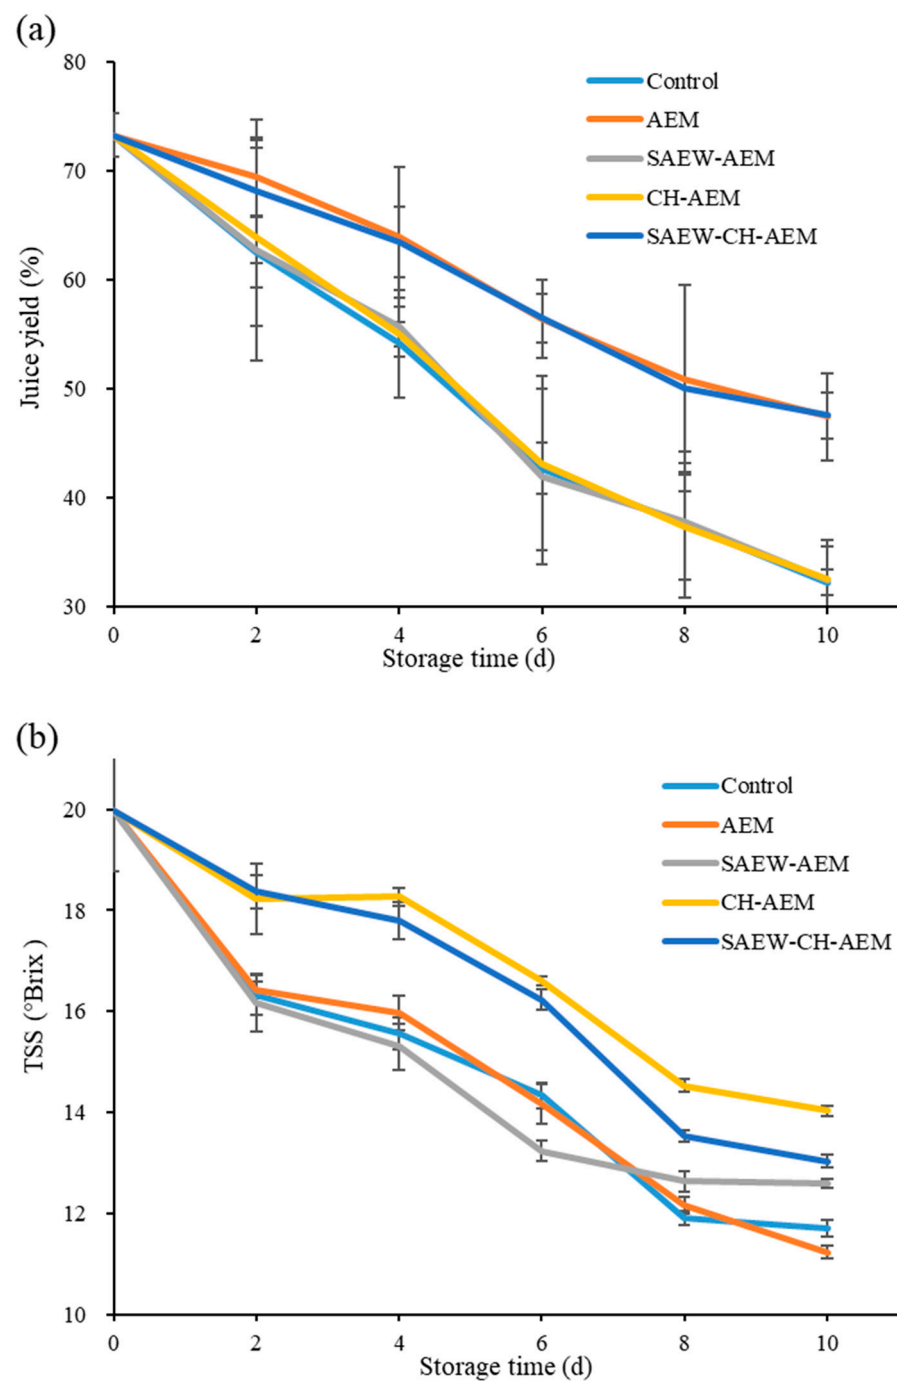 (a)
80
70
60
50
40
30
Juice yield (%)
Control
AEM
SAEW-AEM
CH-AEM
SAEW-CH-AEM
0 2 4 6 8 10
Storage time (d)
(b)
20
18
16
14
12
10
TSS (°Brix)
Control
AEM
SAEW-AEM
CH-AEM
SAEW-CH-AEM
0 2 4 6 8 10
Storage time (d)